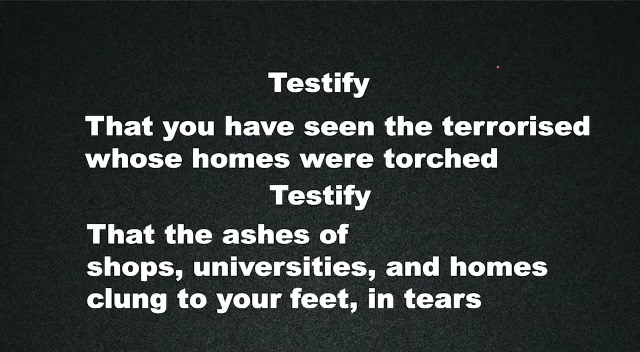 Testify
That you have seen the terrorised
whose homes were torched
Testify
That the ashes of
shops, universities, and homes
clung to your feet, in tears